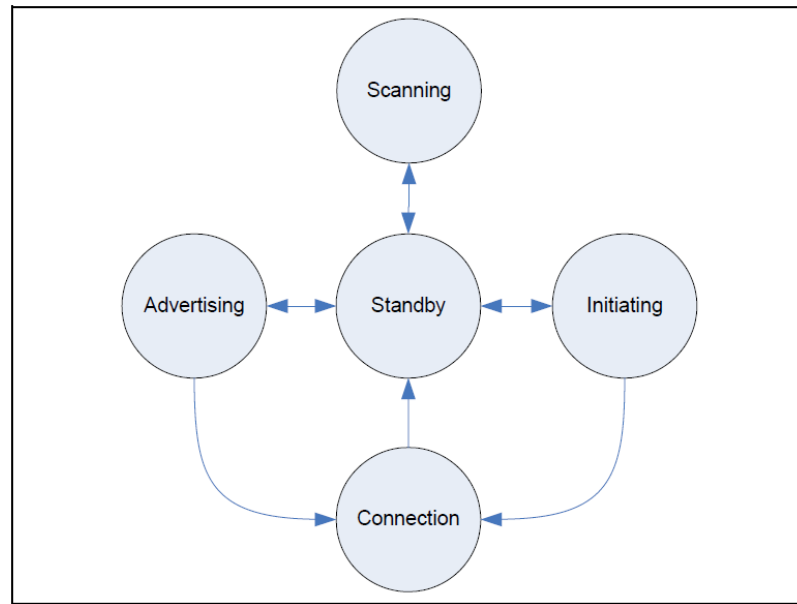 Scanning
Advertising
Standby
Initiating
Connection